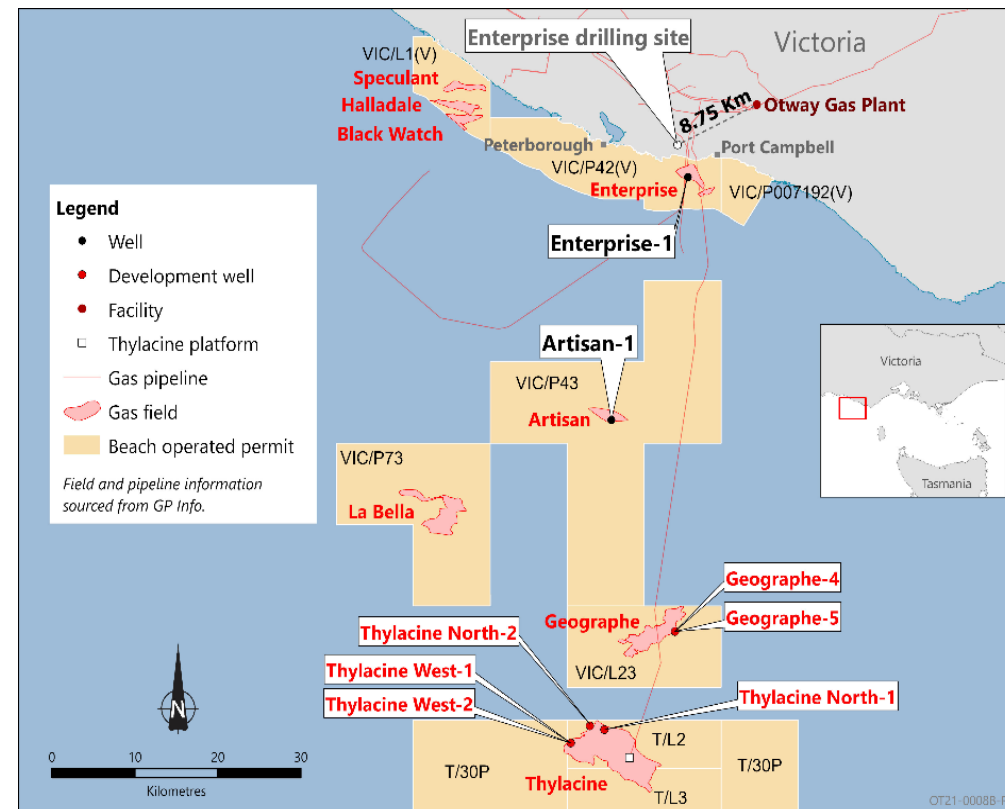 Enterprise drilling site
Victoria
VIC/L1(V)
Speculant
Halladale
Black Watch
8.75 Km
Otway Gas Plant
Peterborough
Port Campbell
VIC/P42(V)
Enterprise
VIC/P007192(V)
Enterprise-1
Legend
Well
Development well
Facility
Thylacine platform
Gas pipeline
Gas field
Beach operated permit
Field and pipeline information
sourced from GP Info.
Artisan-1
VIC/P43
Artisan
Victoria
Tasmania
VIC/P73
La Bella
Geographe-4
Geographe-5
Geographe
VIC/L23
Thylacine North-2
Thylacine West-1
Thylacine West-2
Thylacine North-1
N
T/L2
T/30P
Thylacine
T/30P
T/L3
0 10 20 30
Kilometres